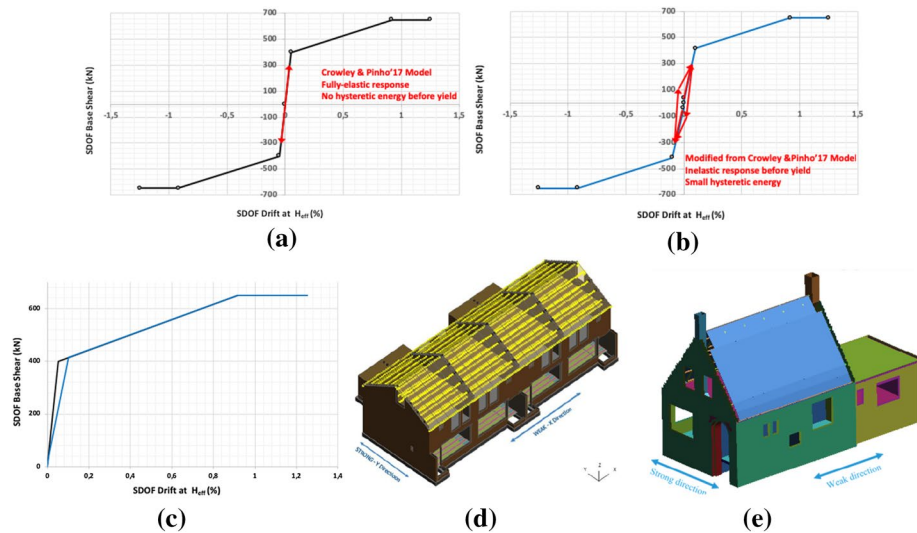 700
500
300
100
-1,5
-1
-0,5
-100
0
0,5
1
1,5
-300
-500
-700
SDOF Base Shear (kN)
Crowley & Pinho'17 Model
Fully-elastic response
No hysteretic energy before yield
SDOF Drift at Heff (%)
(a)
700
500
300
100
-1,5
-1
-0,5
-100
0
0,5
1
1,5
-300
-500
-700
SDOF Base Shear (kN)
Modified from Crowley &Pinho'17 Model
Inelastic response before yield
Small hysteretic energy
SDOF Drift at Heff (%)
(b)
600
400
200
0
0
0,2
0,4
0,6
0,8
1
1,2
SDOF Base Shear (kN)
SDOF Drift at Heff (%)
(c)
STRONG - Y Direction
WEAK - X Direction
Z
Y
X
(d)
Strong direction
Weak direction
(e)